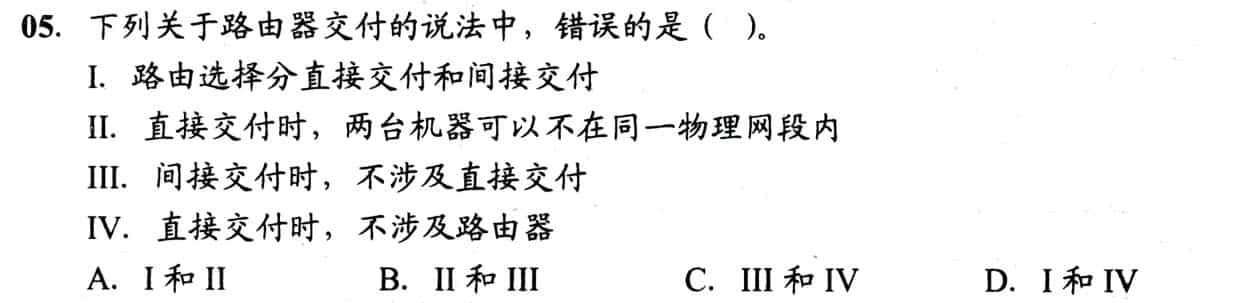 05. 下列关于路由器交付的说法中，错误的是（ ）。
I. 路由选择分直接交付和间接交付
II. 直接交付时，两台机器可以不在同一物理网段内
III. 间接交付时，不涉及直接交付
IV. 直接交付时，不涉及路由器
A. I 和 II B. II 和 III C. III 和 IV D. I 和 IV